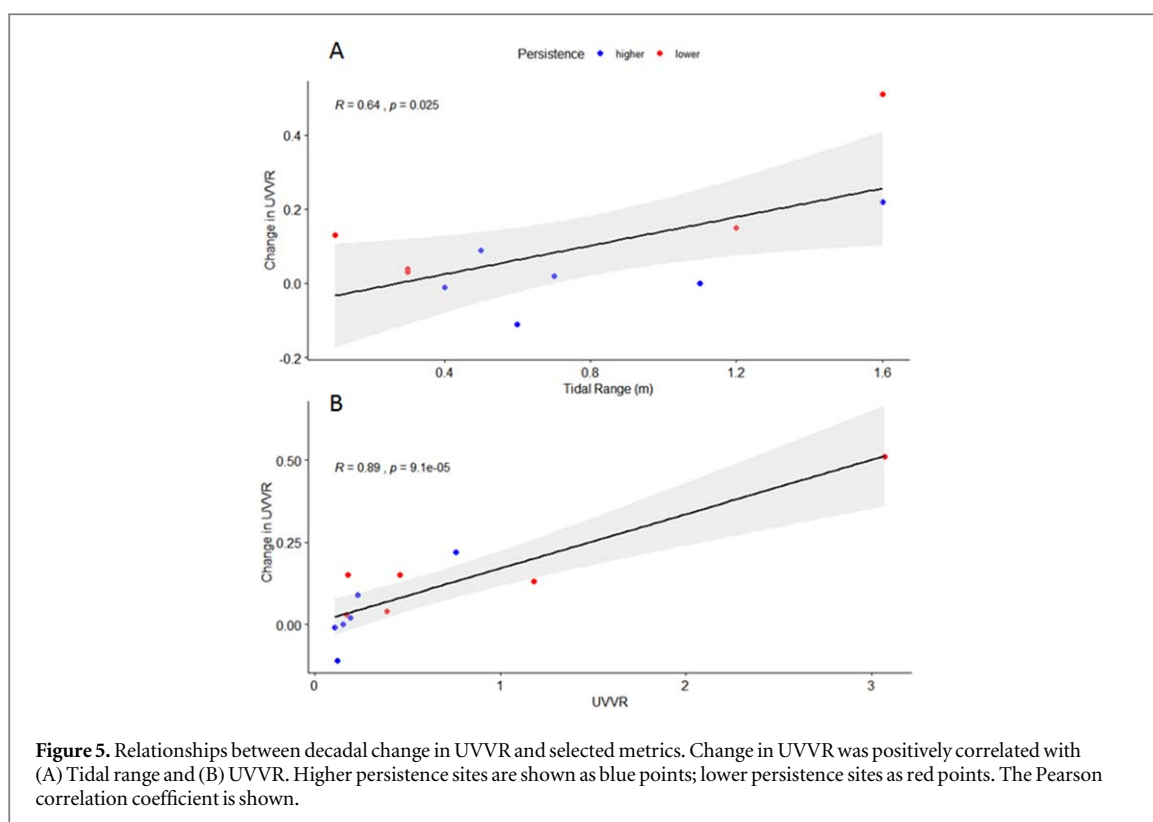 A
Persistence higher lower
R = 0.64 , p = 0.025
0.4
0.2
0.0
-0.2
Change in UVVR
0.4 0.8 1.2 1.6
Tidal Range (m)
B
R = 0.89 , p = 9.1e-05
0.50
0.25
0.00
Change in UVVR
0 1 2 3
UVVR
Figure 5. Relationships between decadal change in UVVR and selected metrics. Change in UVVR was positively correlated with
(A) Tidal range and (B) UVVR. Higher persistence sites are shown as blue points; lower persistence sites as red points. The Pearson
correlation coefficient is shown.